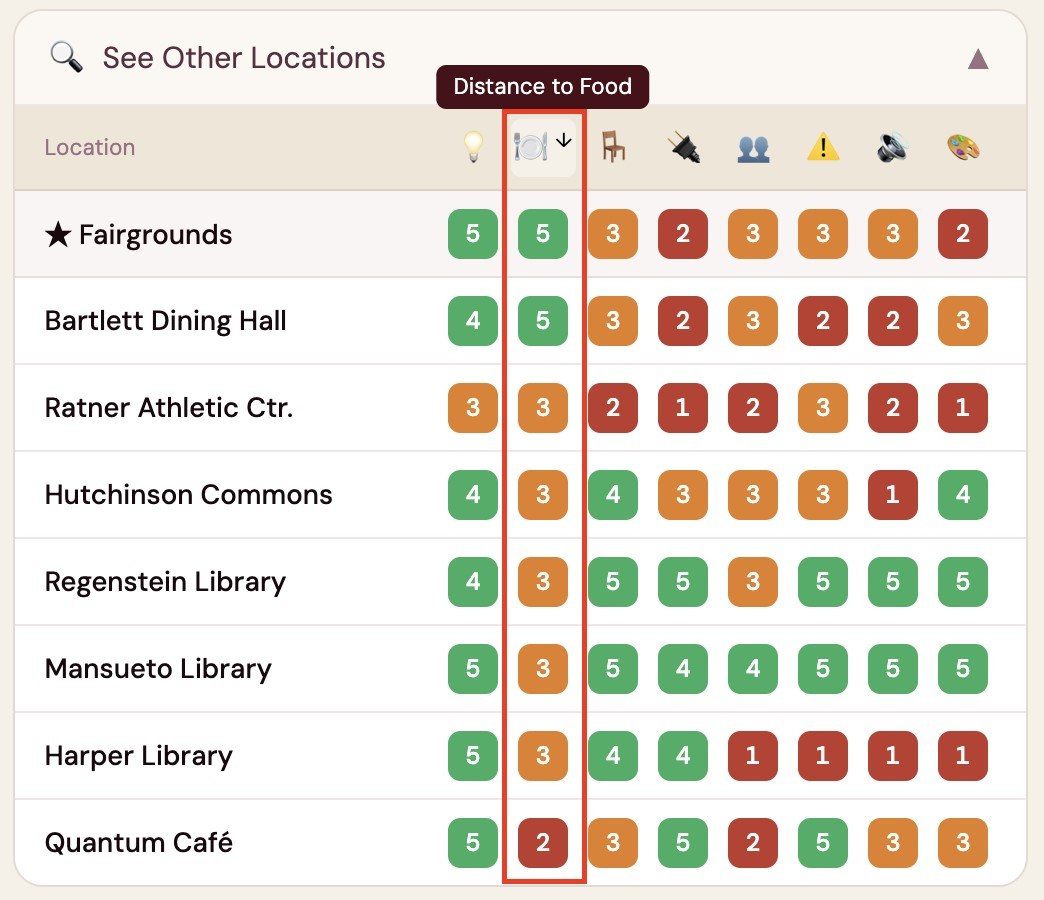 See Other Locations ▲
Distance to Food
Location ↓
★ Fairgrounds 5 5 3 2 3 3 3 2
Bartlett Dining Hall 4 5 3 2 3 2 2 3
Ratner Athletic Ctr. 3 3 2 1 2 3 2 1
Hutchinson Commons 4 3 4 3 3 3 1 4
Regenstein Library 4 3 5 5 3 5 5 5
Mansueto Library 5 3 5 4 4 5 5 5
Harper Library 5 3 4 4 1 1 1 1
Quantum Café 5 2 3 5 2 5 3 3